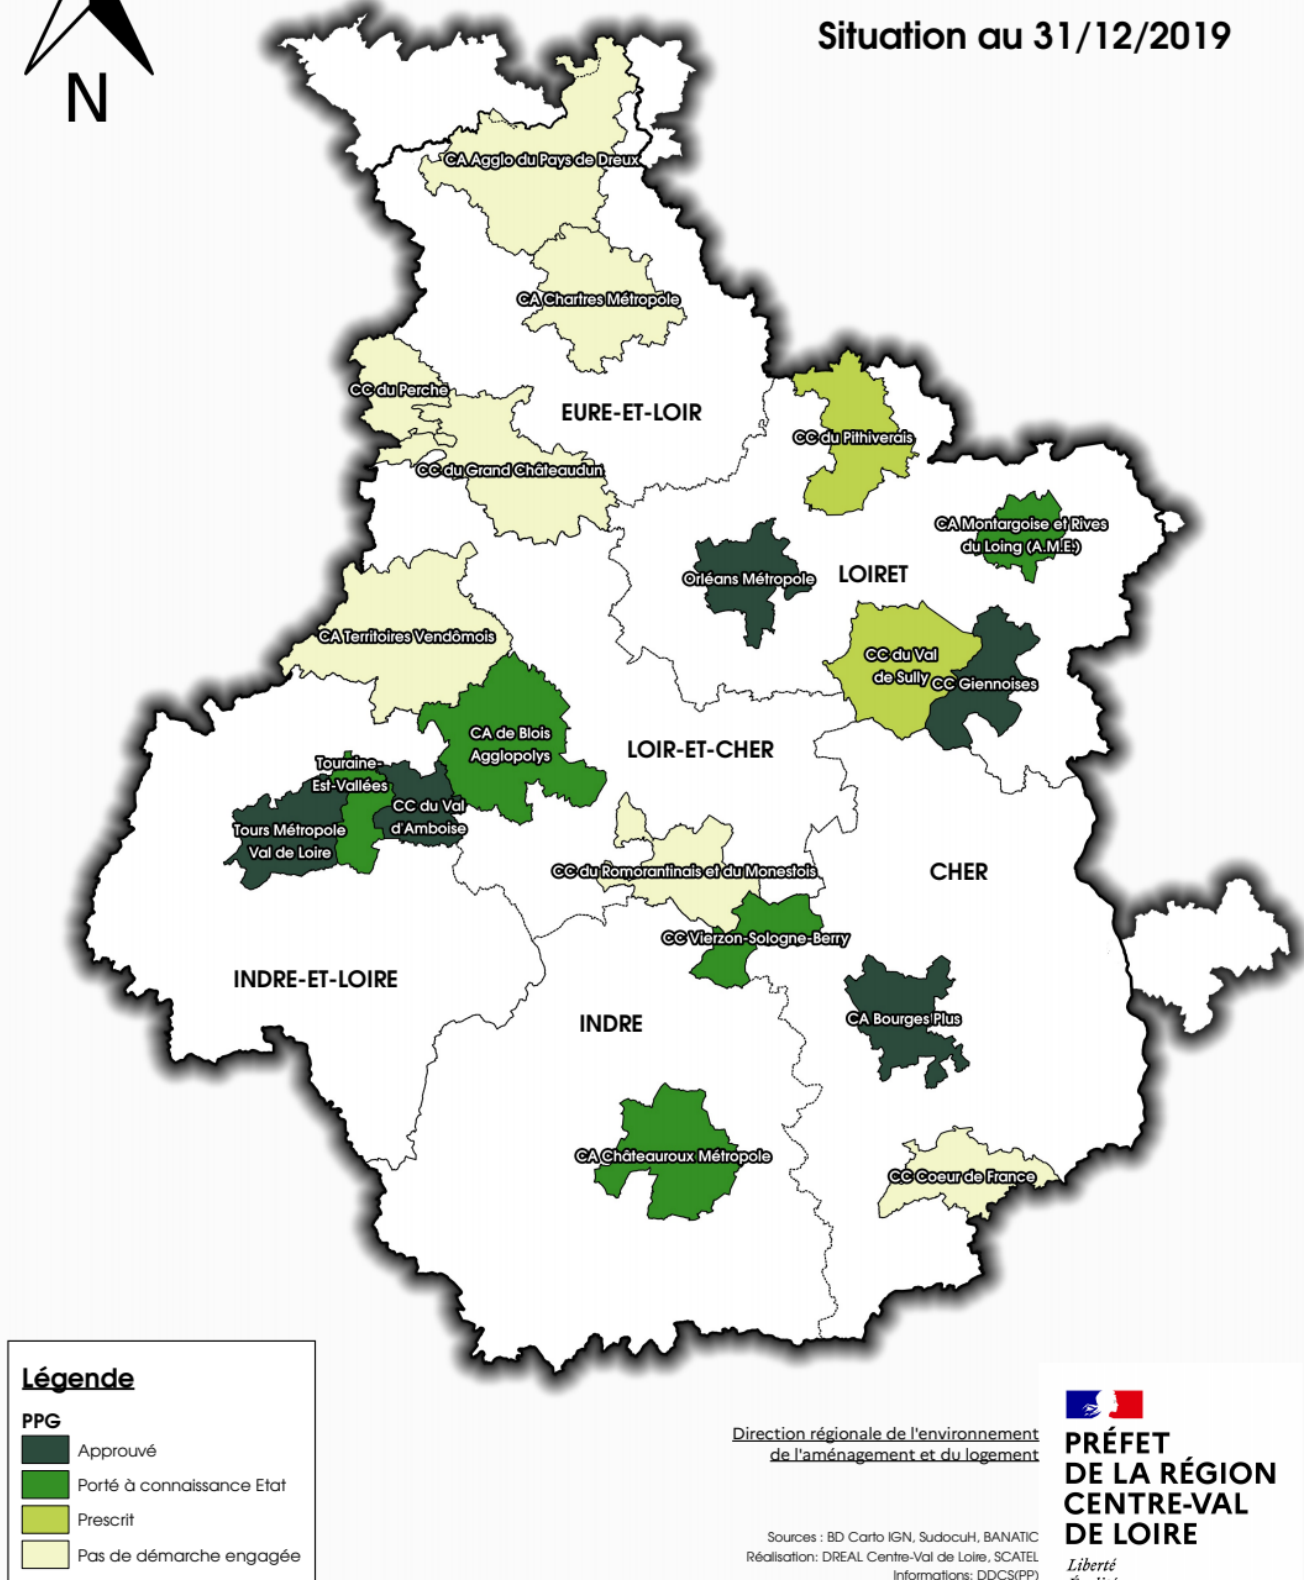 Situation au 31/12/2019
N
CA Agglo du Pays de Dreux
CA Chartres Métropole
CC du Perche
EURE-ET-LOIR
CC du Pithiverais
CC du Grand Châteaudun
CA Montargoise et Rives
du Loing (A.M.E.)
Orléans Métropole
LOIRET
CA Territoires Vendômois
CC du Val
de Sully
CC Giennoises
CA de Blois
Agglopolys
LOIR-ET-CHER
Touraine-
Est-Vallées
CC du Val
d'Amboise
Tours Métropole
Val de Loire
CC du Romorantinais et du Monestois
CHER
CC Vierzon-Sologne-Berry
INDRE-ET-LOIRE
INDRE
CA Bourges Plus
CA Châteauroux Métropole
CC Coeur de France
Légende
PPG
Approuvé
Porté à connaissance Etat
Prescrit
Pas de démarche engagée
Direction régionale de l'environnement
de l'aménagement et du logement
Sources : BD Carto IGN, SudocuH, BANATIC
Réalisation: DREAL Centre-Val de Loire, SCATEL
Informations: DDCS(PP)
PRÉFET
DE LA RÉGION
CENTRE-VAL
DE LOIRE
Liberté